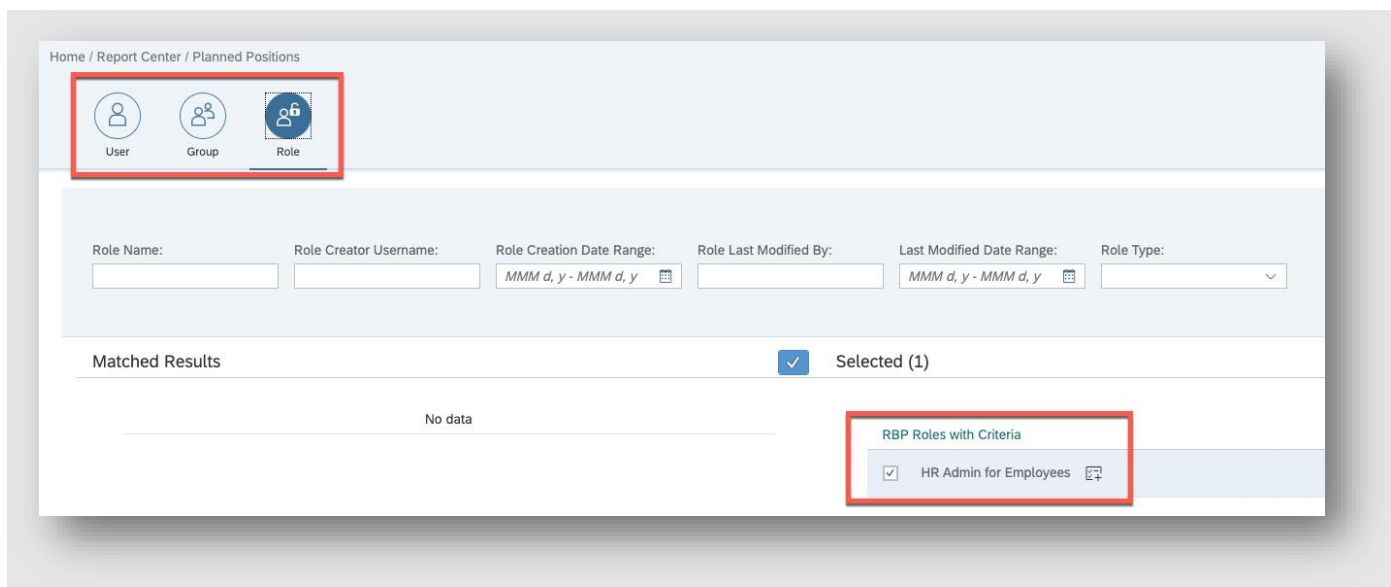 Home / Report Center / Planned Positions
User Group Role
Role Name: Role Creator Username: Role Creation Date Range: Role Last Modified By: Last Modified Date Range: Role Type:
MMM d, y - MMM d, y MMM d, y - MMM d, y
Matched Results Selected (1)
No data
RBP Roles with Criteria
HR Admin for Employees